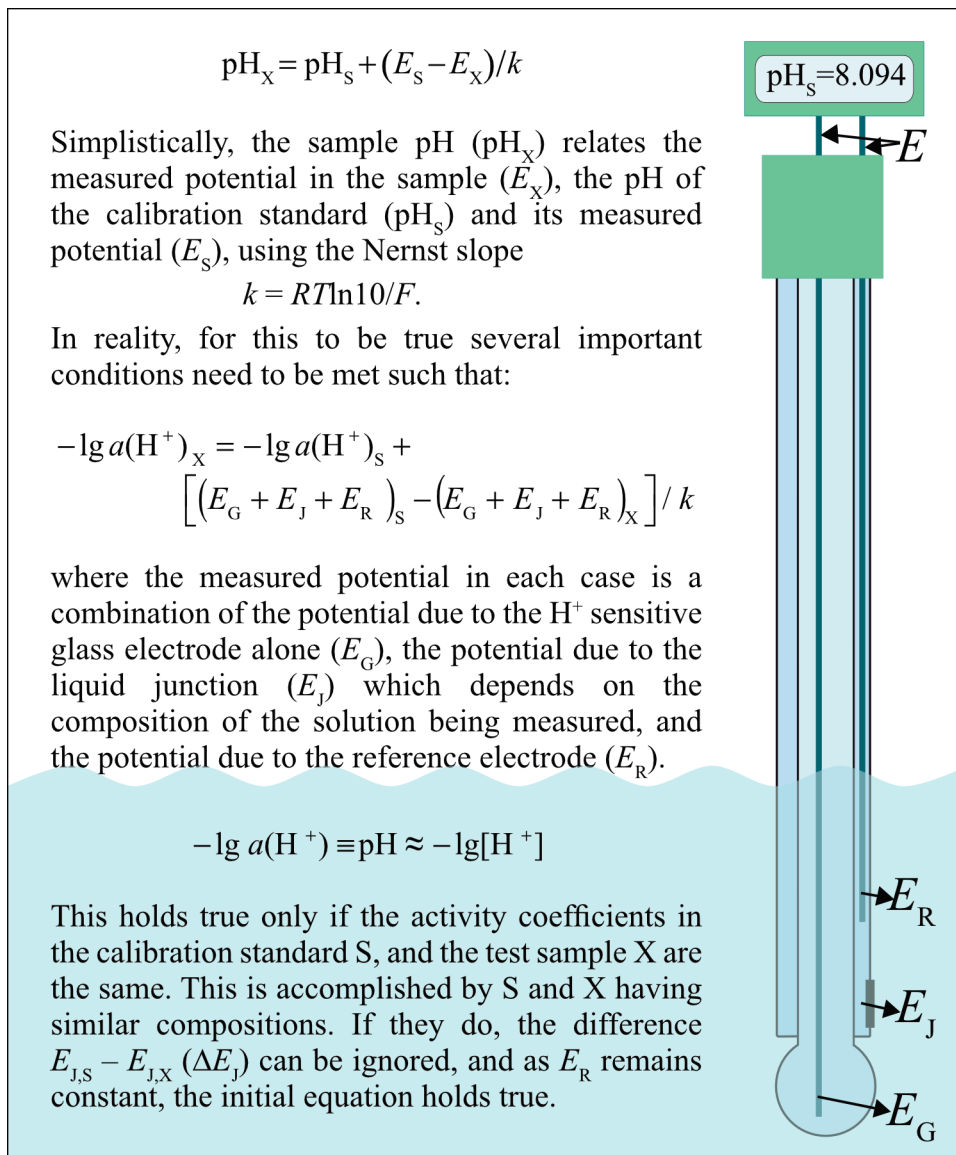 pH_X = pH_S + (E_S − E_X)/k
pH_S=8.094
E
Simplistically, the sample pH (pH_X) relates the
measured potential in the sample (E_X), the pH of
the calibration standard (pH_S) and its measured
potential (E_S), using the Nernst slope
k = RTln10/F.
In reality, for this to be true several important
conditions need to be met such that:
−lg a(H⁺)_X = −lg a(H⁺)_S +
[(E_G + E_J + E_R )_S −(E_G + E_J + E_R)_X ] / k
where the measured potential in each case is a
combination of the potential due to the H⁺ sensitive
glass electrode alone (E_G), the potential due to the
liquid junction (E_J) which depends on the
composition of the solution being measured, and
the potential due to the reference electrode (E_R).
−lg a(H⁺) ≡ pH ≈ −lg[H⁺]
This holds true only if the activity coefficients in
the calibration standard S, and the test sample X are
the same. This is accomplished by S and X having
similar compositions. If they do, the difference
E_J,S − E_J,X (ΔE_J) can be ignored, and as E_R remains
constant, the initial equation holds true.
E_R
E_J
E_G